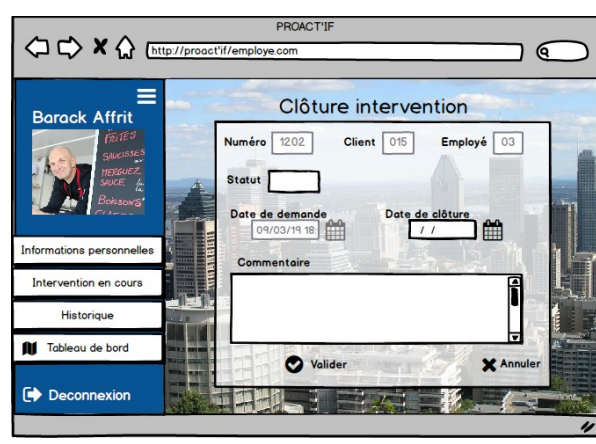 PROACT'IF
http://proact'if/employe.com
Barack Affrit
FRITES
SAUCISSES
MERGUEZ
SAUCE
BOISSONS
Informations personnelles
Intervention en cours
Historique
Tableau de bord
Deconnexion
Clôture intervention
Numéro 1202 Client 015 Employé 03
Statut
Date de demande Date de clôture
09/03/19 18: / /
Commentaire
Valider Annuler